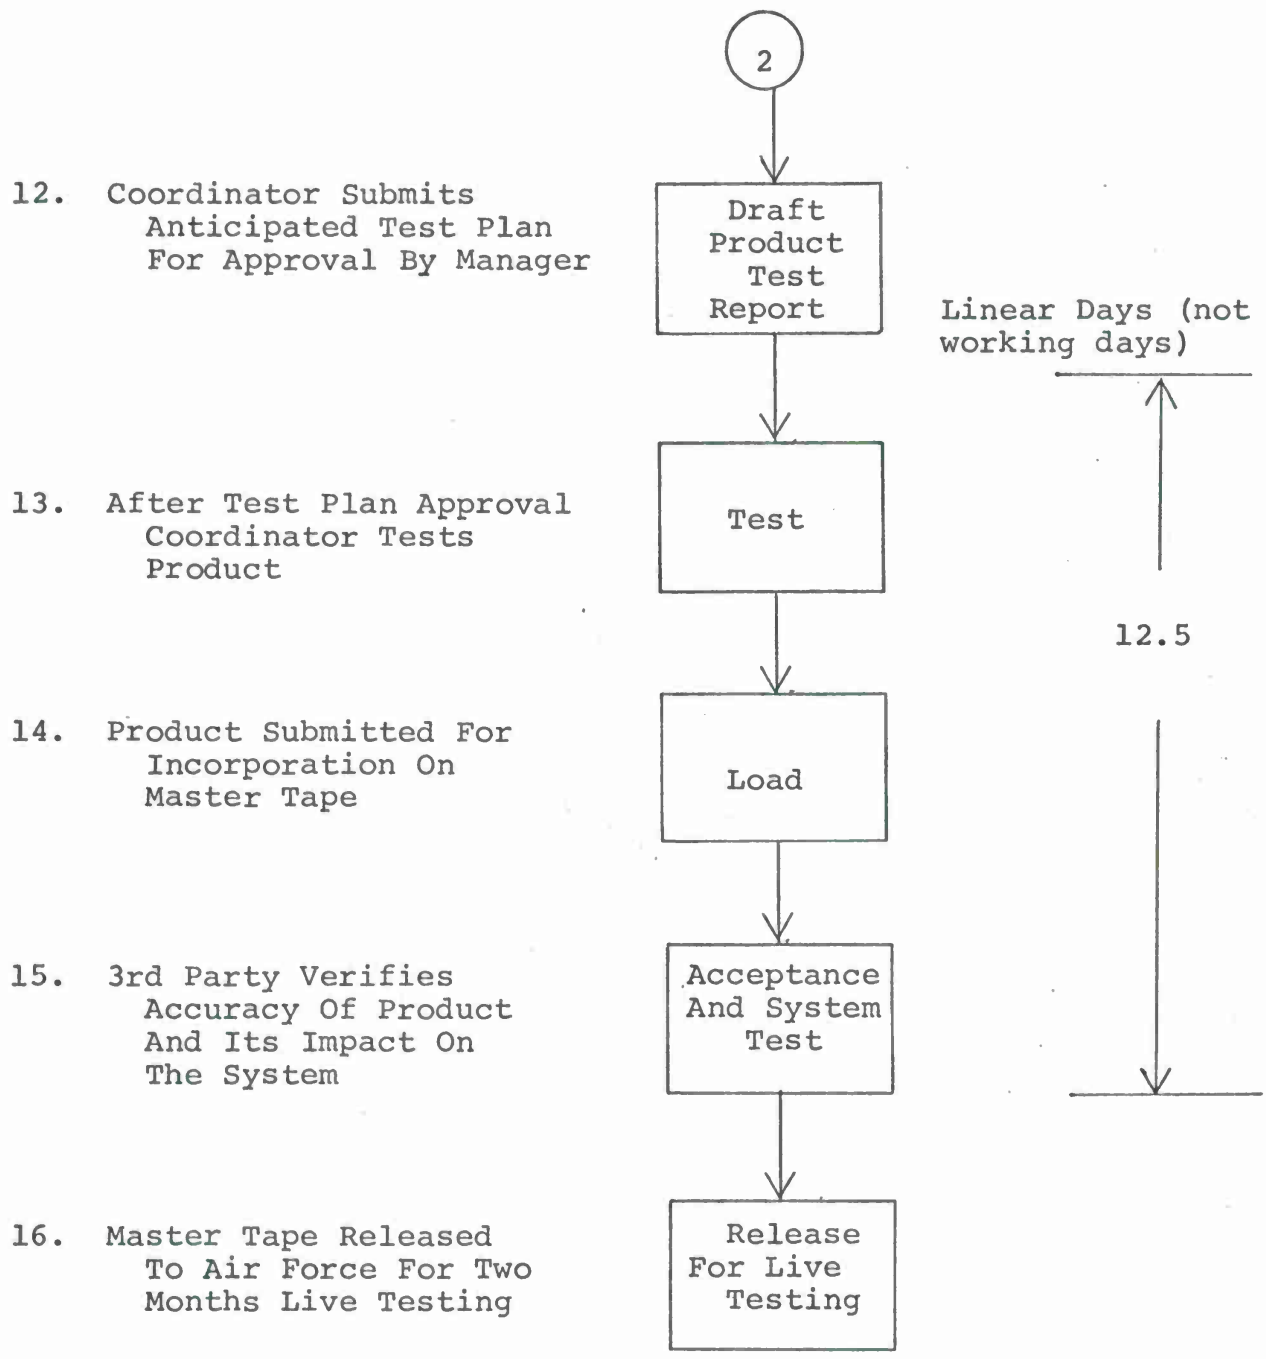 2
12. Coordinator Submits
Anticipated Test Plan
For Approval By Manager
Draft
Product
Test
Report
Linear Days (not
working days)
13. After Test Plan Approval
Coordinator Tests
Product
Test
12.5
14. Product Submitted For
Incorporation On
Master Tape
Load
15. 3rd Party Verifies
Accuracy Of Product
And Its Impact On
The System
Acceptance
And System
Test
16. Master Tape Released
To Air Force For Two
Months Live Testing
Release
For Live
Testing